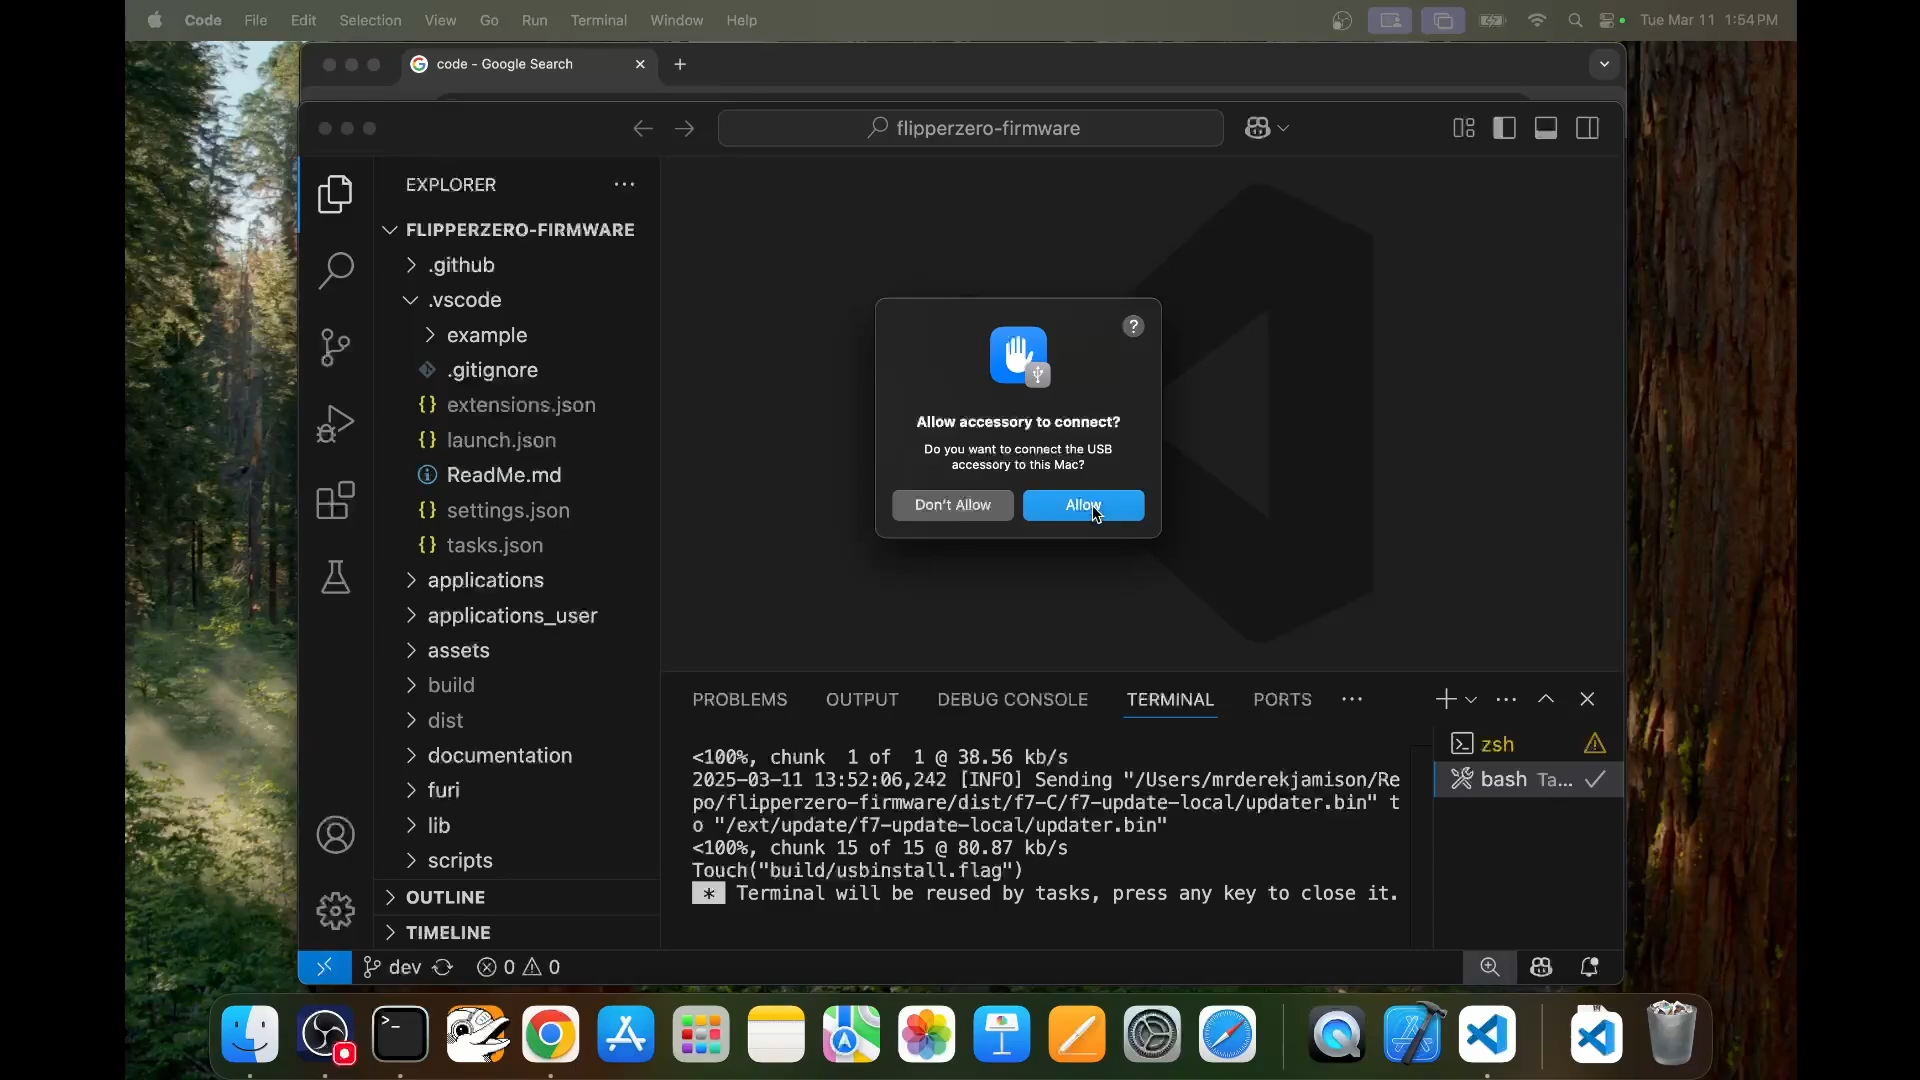 Code File Edit Selection View Go Run Terminal Window Help
Tue Mar 11 1:54 PM
code - Google Search
flipperzero-firmware
EXPLORER
FLIPPERZERO-FIRMWARE
.github
.vscode
example
.gitignore
extensions.json
launch.json
ReadMe.md
settings.json
tasks.json
applications
applications_user
assets
build
dist
documentation
furi
lib
scripts
OUTLINE
TIMELINE
?
Allow accessory to connect?
Do you want to connect the USB
accessory to this Mac?
Don't Allow
Allow
PROBLEMS OUTPUT DEBUG CONSOLE TERMINAL PORTS
<100%, chunk 1 of 1 @ 38.56 kb/s
2025-03-11 13:52:06,242 [INFO] Sending "/Users/mrderekjamison/Re
po/flipperzero-firmware/dist/f7-C/f7-update-local/updater.bin" t
o "/ext/update/f7-update-local/updater.bin"
<100%, chunk 15 of 15 @ 80.87 kb/s
Touch("build/usbinstall.flag")
* Terminal will be reused by tasks, press any key to close it.
zsh
bash Ta...
dev 0 0